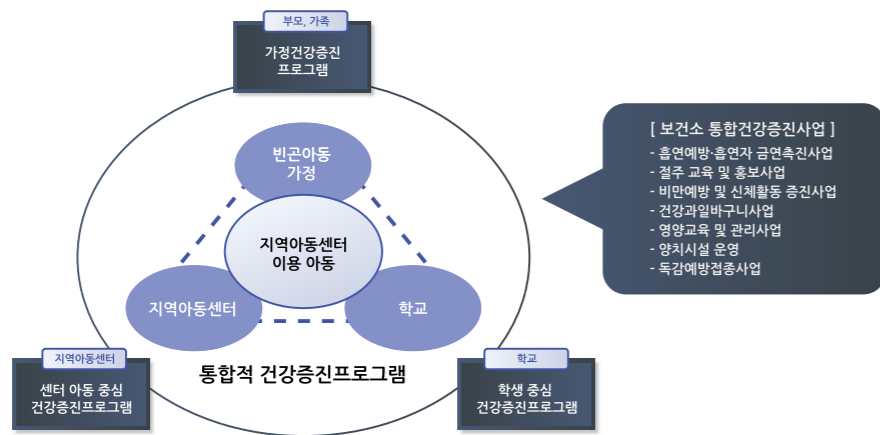 부모, 가족
가정건강증진
프로그램
[ 보건소 통합건강증진사업 ]
- 흡연예방·흡연자 금연촉진사업
- 절주 교육 및 홍보사업
- 비만예방 및 신체활동 증진사업
- 건강과일바구니사업
- 영양교육 및 관리사업
- 양치시설 운영
- 독감예방접종사업
빈곤아동
가정
지역아동센터
이용 아동
지역아동센터
학교
통합적 건강증진프로그램
지역아동센터
센터 아동 중심
건강증진프로그램
학교
학생 중심
건강증진프로그램